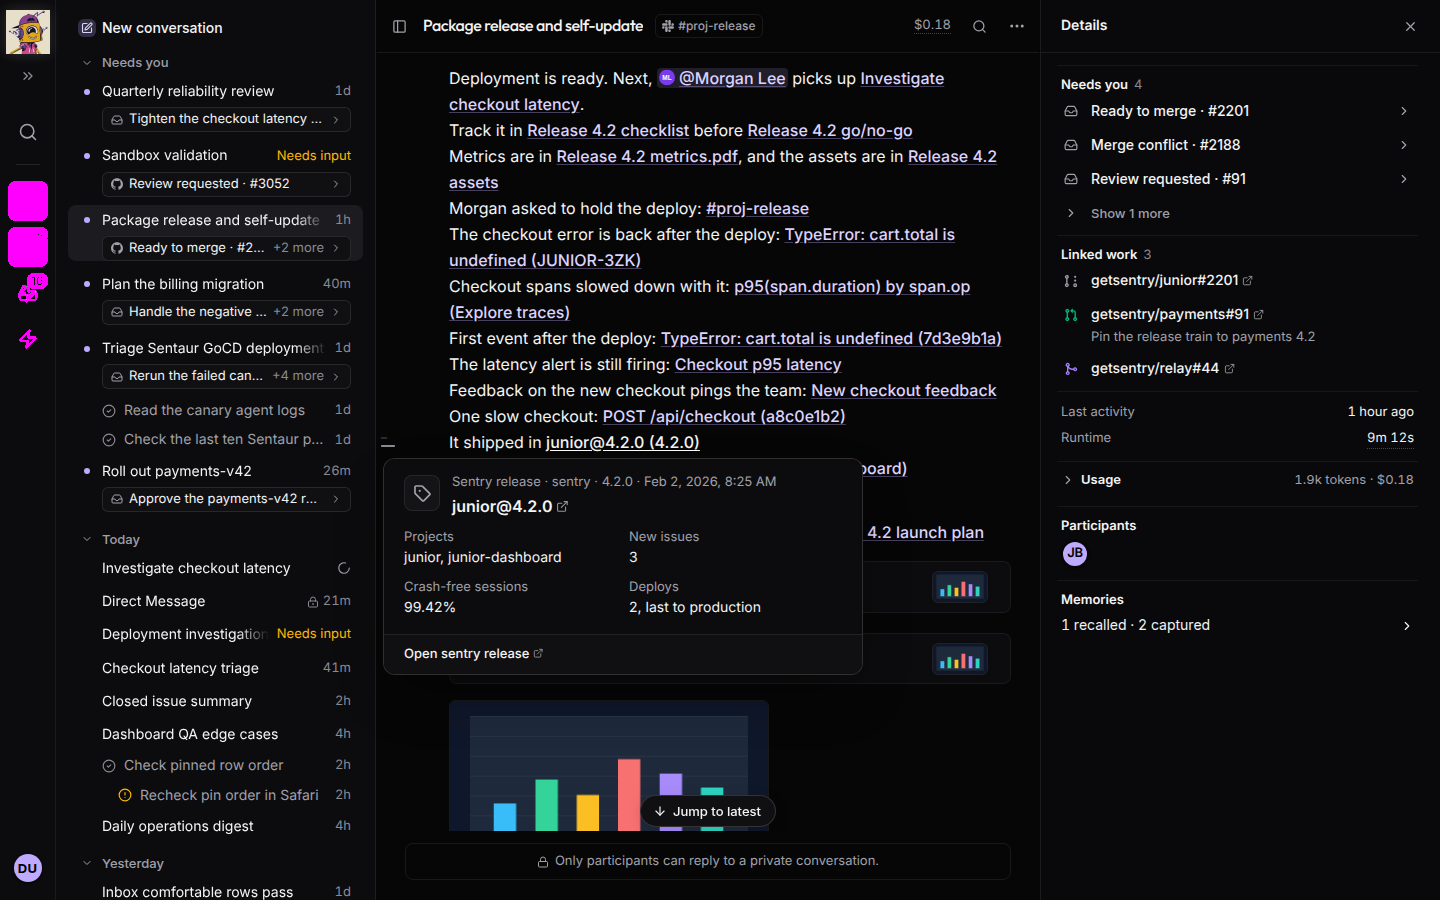 New conversation
Needs you
Quarterly reliability review 1d
Tighten the checkout latency ...
Sandbox validation Needs input
Review requested · #3052
Package release and self-update 1h
Ready to merge · #2... +2 more
Plan the billing migration 40m
Handle the negative ... +2 more
Triage Sentaur GoCD deployment 1d
Rerun the failed can... +4 more
Read the canary agent logs 1d
Check the last ten Sentaur p... 1d
Roll out payments-v42 26m
Approve the payments-v42 r...
Today
Investigate checkout latency
Direct Message 21m
Deployment investigation Needs input
Checkout latency triage 41m
Closed issue summary 2h
Dashboard QA edge cases 4h
Check pinned row order 2h
Recheck pin order in Safari 2h
Daily operations digest 4h
Yesterday
Inbox comfortable rows pass 1d
DU
Package release and self-update #proj-release $0.18
Deployment is ready. Next, ML @Morgan Lee picks up Investigate
checkout latency.
Track it in Release 4.2 checklist before Release 4.2 go/no-go
Metrics are in Release 4.2 metrics.pdf, and the assets are in Release 4.2
assets
Morgan asked to hold the deploy: #proj-release
The checkout error is back after the deploy: TypeError: cart.total is
undefined (JUNIOR-3ZK)
Checkout spans slowed down with it: p95(span.duration) by span.op
(Explore traces)
First event after the deploy: TypeError: cart.total is undefined (7d3e9b1a)
The latency alert is still firing: Checkout p95 latency
Feedback on the new checkout pings the team: New checkout feedback
One slow checkout: POST /api/checkout (a8c0e1b2)
It shipped in junior@4.2.0 (4.2.0)
board)
4.2 launch plan
Sentry release · sentry · 4.2.0 · Feb 2, 2026, 8:25 AM
junior@4.2.0
Projects New issues
junior, junior-dashboard 3
Crash-free sessions Deploys
99.42% 2, last to production
Open sentry release
Jump to latest
Only participants can reply to a private conversation.
Details
Needs you 4
Ready to merge · #2201
Merge conflict · #2188
Review requested · #91
Show 1 more
Linked work 3
getsentry/junior#2201
getsentry/payments#91
Pin the release train to payments 4.2
getsentry/relay#44
Last activity 1 hour ago
Runtime 9m 12s
Usage 1.9k tokens · $0.18
Participants
JB
Memories
1 recalled · 2 captured